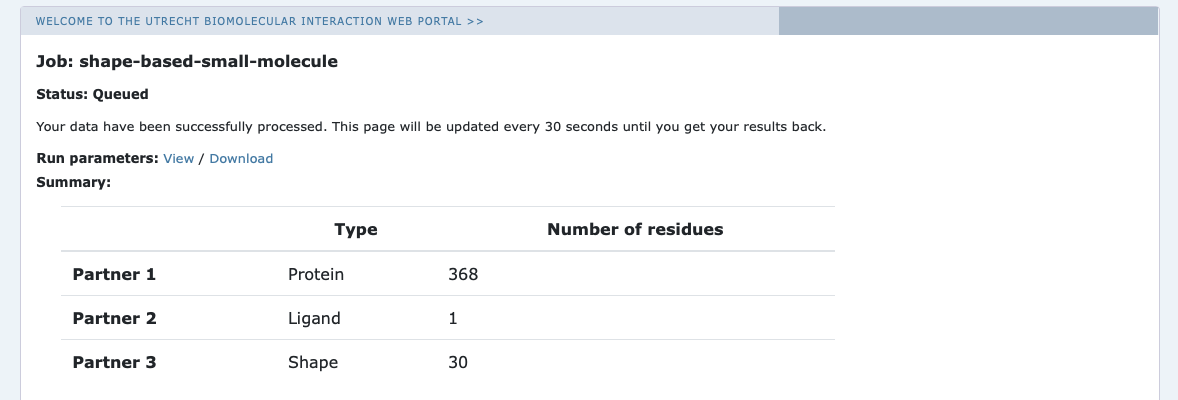 WELCOME TO THE UTRECHT BIOMOLECULAR INTERACTION WEB PORTAL >>
Job: shape-based-small-molecule
Status: Queued
Your data have been successfully processed. This page will be updated every 30 seconds until you get your results back.
Run parameters: View / Download
Summary:
Type Number of residues
Partner 1 Protein 368
Partner 2 Ligand 1
Partner 3 Shape 30